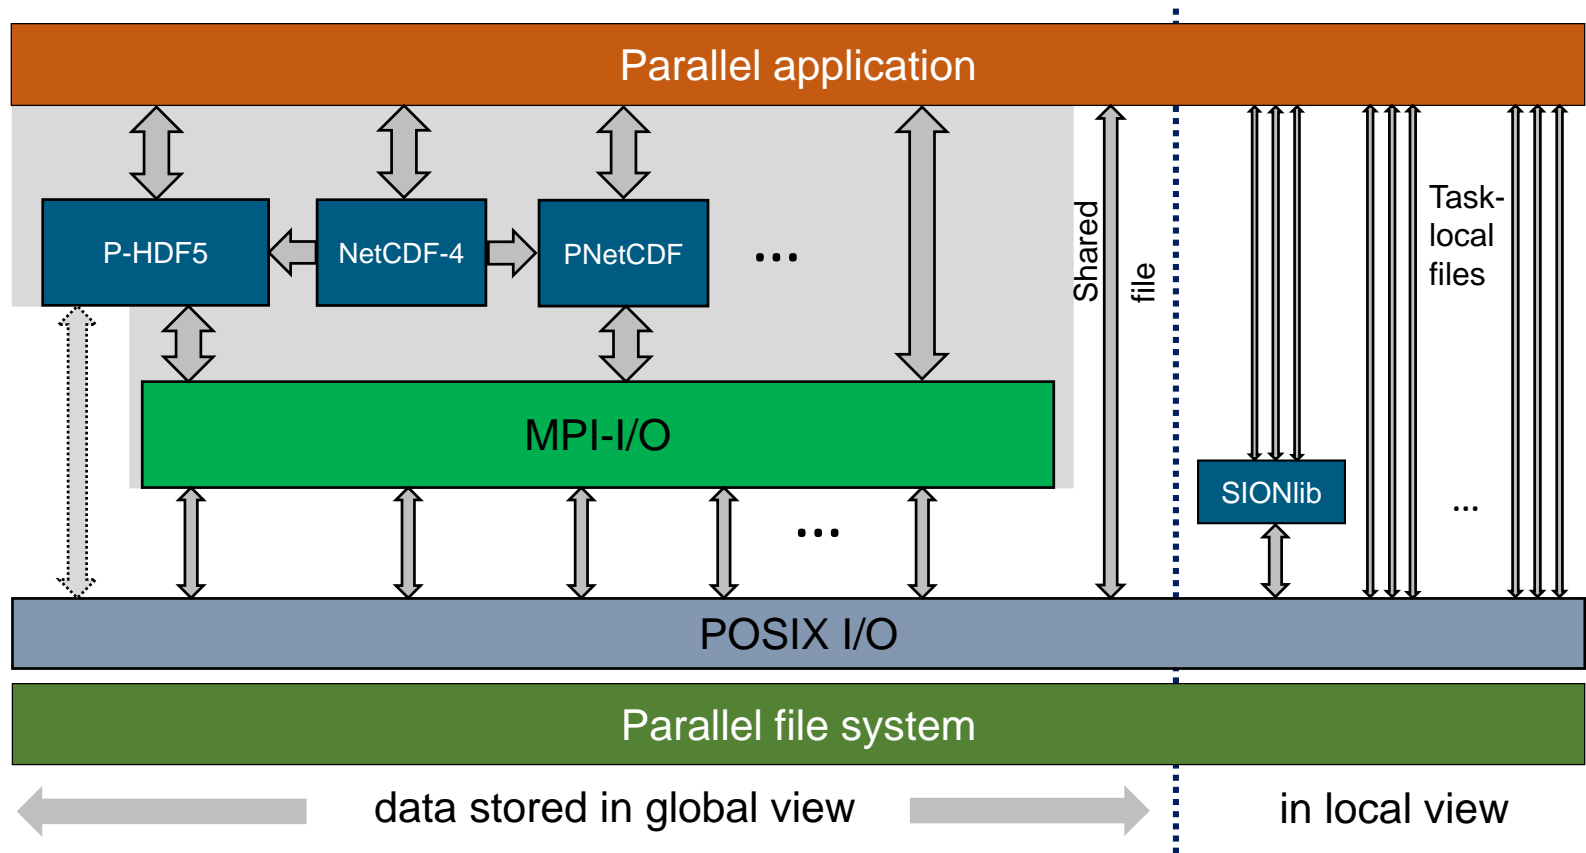 Parallel application
P-HDF5
NetCDF-4
PNetCDF
...
Shared
file
Task-
local
files
MPI-I/O
SIONlib
...
...
POSIX I/O
Parallel file system
data stored in global view
in local view